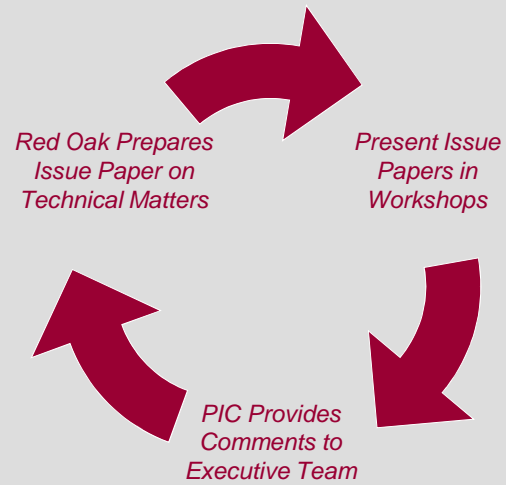 Red Oak Prepares
Issue Paper on
Technical Matters
Present Issue
Papers in
Workshops
PIC Provides
Comments to
Executive Team